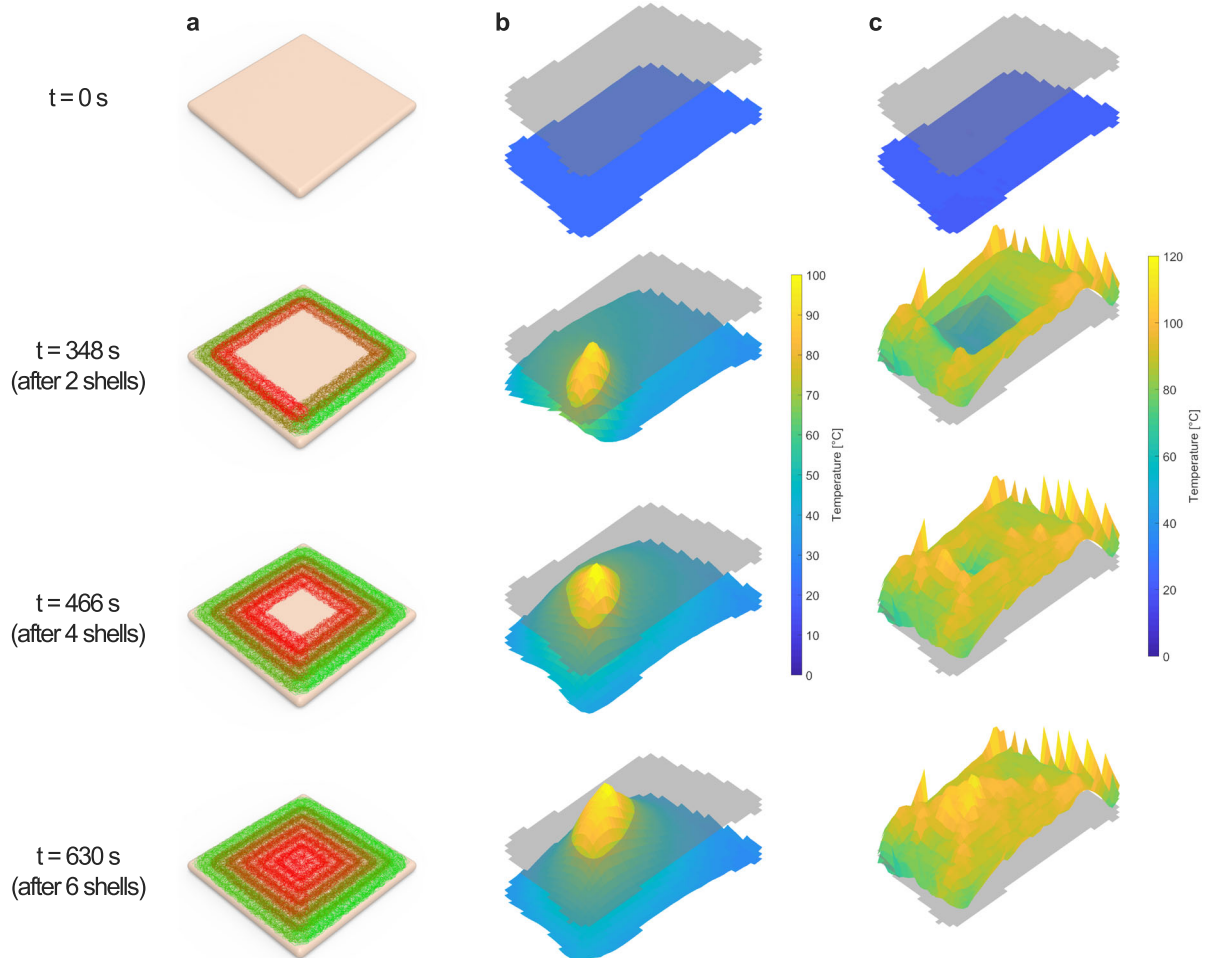 a
b
c
t = 0 s
t = 348 s
(after 2 shells)
t = 466 s
(after 4 shells)
t = 630 s
(after 6 shells)
100
90
80
70
60
50
40
30
20
10
0
Temperature [°C]
120
100
80
60
40
20
0
Temperature [°C]